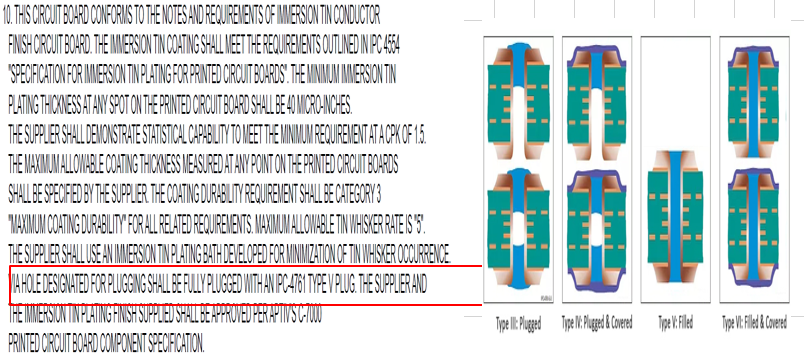 10. THIS CIRCUIT BOARD CONFORMS TO THE NOTES AND REQUIREMENTS OF IMMERSION TIN CONDUCTOR
FINISH CIRCUIT BOARD. THE IMMERSION TIN COATING SHALL MEET THE REQUIREMENTS OUTLINED IN IPC 4554
"SPECIFICATION FOR IMMERSION TIN PLATING FOR PRINTED CIRCUIT BOARDS". THE MINIMUM IMMERSION TIN
PLATING THICKNESS AT ANY SPOT ON THE PRINTED CIRCUIT BOARD SHALL BE 40 MICRO-INCHES.
THE SUPPLIER SHALL DEMONSTRATE STATISTICAL CAPABILITY TO MEET THE MINIMUM REQUIREMENT AT A CPK OF 1.5.
THE MAXIMUM ALLOWABLE COATING THICKNESS MEASURED AT ANY POINT ON THE PRINTED CIRCUIT BOARDS
SHALL BE SPECIFIED BY THE SUPPLIER. THE COATING DURABILITY REQUIREMENT SHALL BE CATEGORY 3
"MAXIMUM COATING DURABILITY" FOR ALL RELATED REQUIREMENTS. MAXIMUM ALLOWABLE TIN WHISKER RATE IS "5".
THE SUPPLIER SHALL USE AN IMMERSION TIN PLATING BATH DEVELOPED FOR MINIMIZATION OF TIN WHISKER OCCURRENCE.
VIA HOLE DESIGNATED FOR PLUGGING SHALL BE FULLY PLUGGED WITH AN IPC-4761 TYPE V PLUG. THE SUPPLIER AND
THE IMMERSION TIN PLATING FINISH SUPPLIED SHALL BE APPROVED PER APTIV'S C-7000
PRINTED CIRCUIT BOARD COMPONENT SPECIFICATION.
Type III: Plugged
Type IV: Plugged & Covered
Type V: Filled
Type VI: Filled & Covered